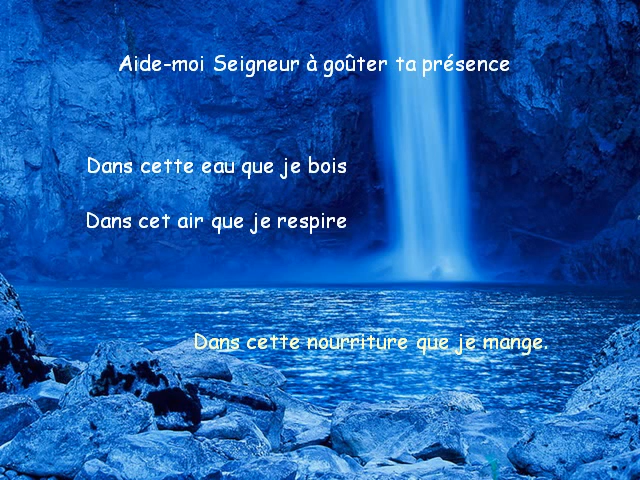 Aide-moi Seigneur à goûter ta présence
Dans cette eau que je bois
Dans cet air que je respire
Dans cette nourriture que je mange.